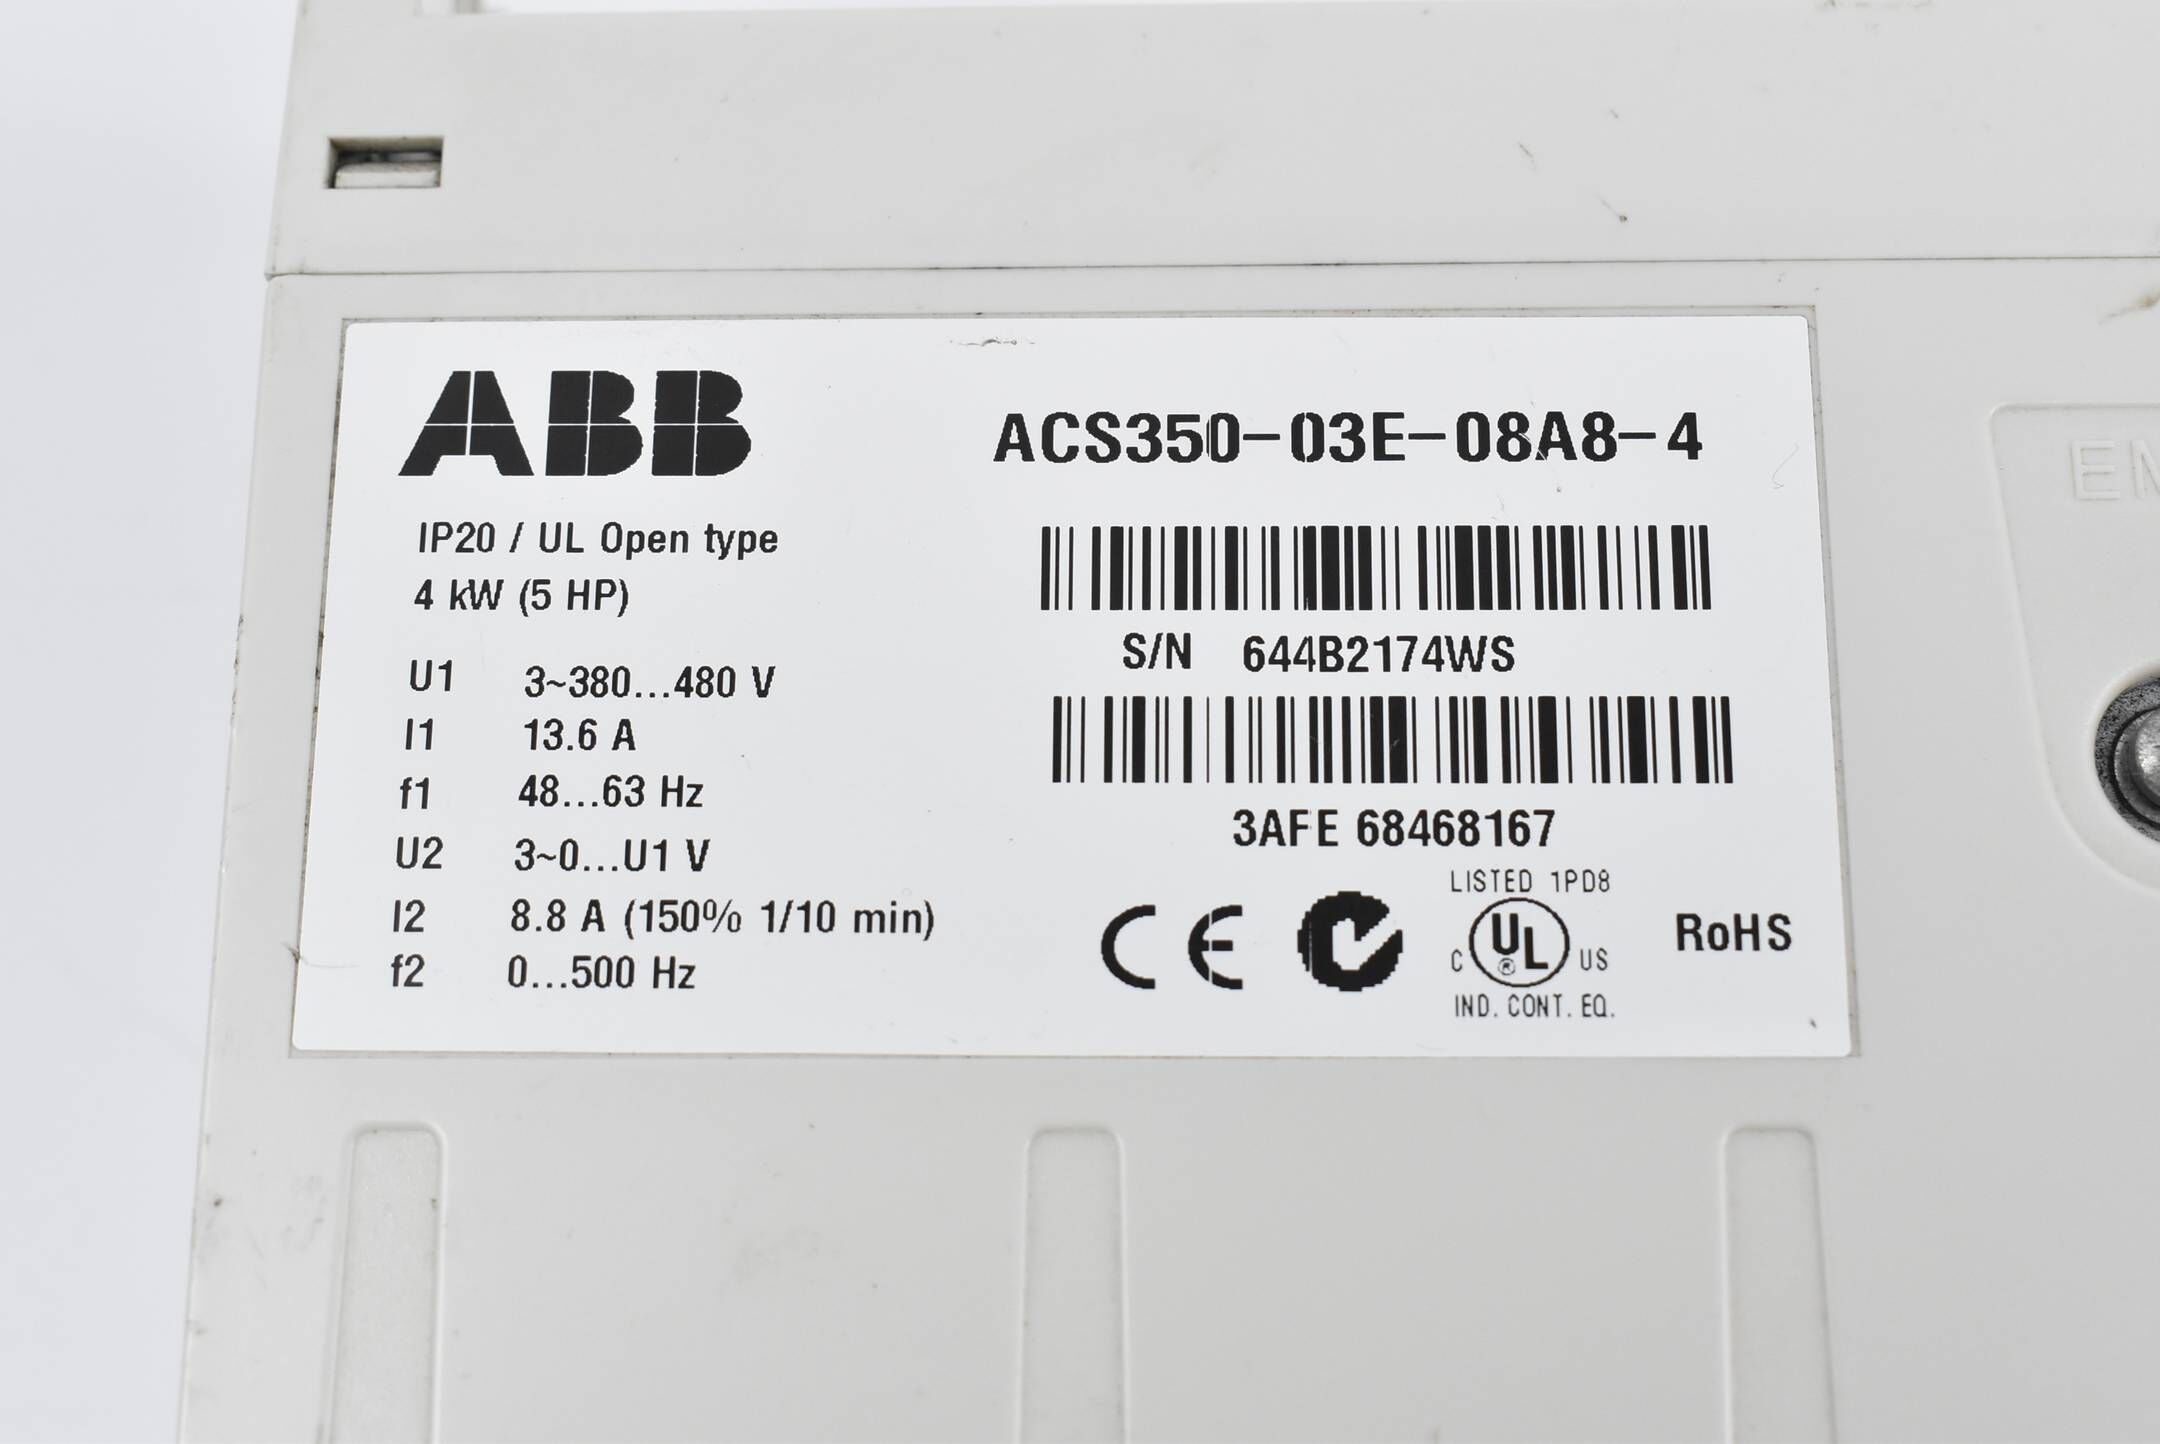 ABB
ACS350-03E-08A8-4
IP20 / UL Open type
4 kW (5 HP)
U1 3~380...480 V
I1 13.6 A
f1 48...63 Hz
U2 3~0...U1 V
I2 8.8 A (150% 1/10 min)
f2 0...500 Hz
S/N 644B2174WS
3AFE 68468167
CE
LISTED 1PD8
C UL® US
IND. CONT. EQ.
RoHS
EM